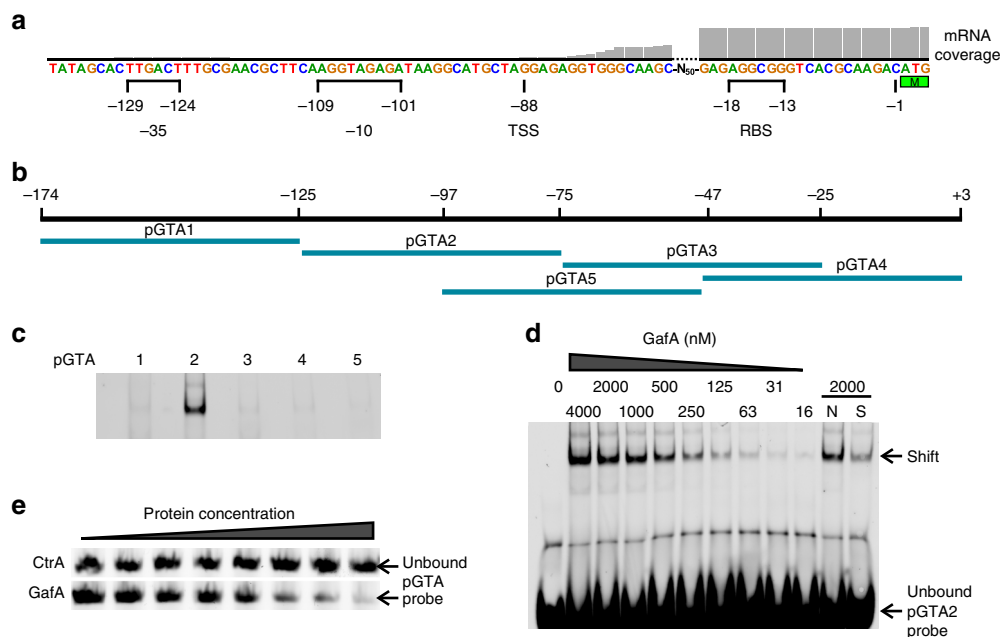 a
mRNA
coverage
TATAGCACTTGACTTTGCGAACGCTTCAAGGTAGAGATAAGGCATGCTAGGAGAGGTGGGCAAGC-N₅₀-GAGAGGCGGGTCACGCAAGACATG
M
–129 –124 –109 –101 –88 –18 –13 –1
–35 –10 TSS RBS
b
–174 –125 –97 –75 –47 –25 +3
pGTA1
pGTA2
pGTA3
pGTA4
pGTA5
c
pGTA 1 2 3 4 5
d
GafA (nM)
0 2000 500 125 31 2000
4000 1000 250 63 16 N S
Shift
Unbound
pGTA2
probe
e
Protein concentration
CtrA
GafA
Unbound
pGTA
probe